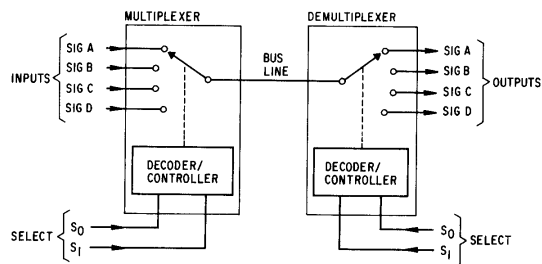 MULTIPLEXER
DEMULTIPLEXER
INPUTS
SIG A
SIG B
SIG C
SIG D
BUS
LINE
SIG A
SIG B
SIG C
SIG D
OUTPUTS
DECODER/
CONTROLLER
DECODER/
CONTROLLER
SELECT
S0
S1
S0
S1
SELECT